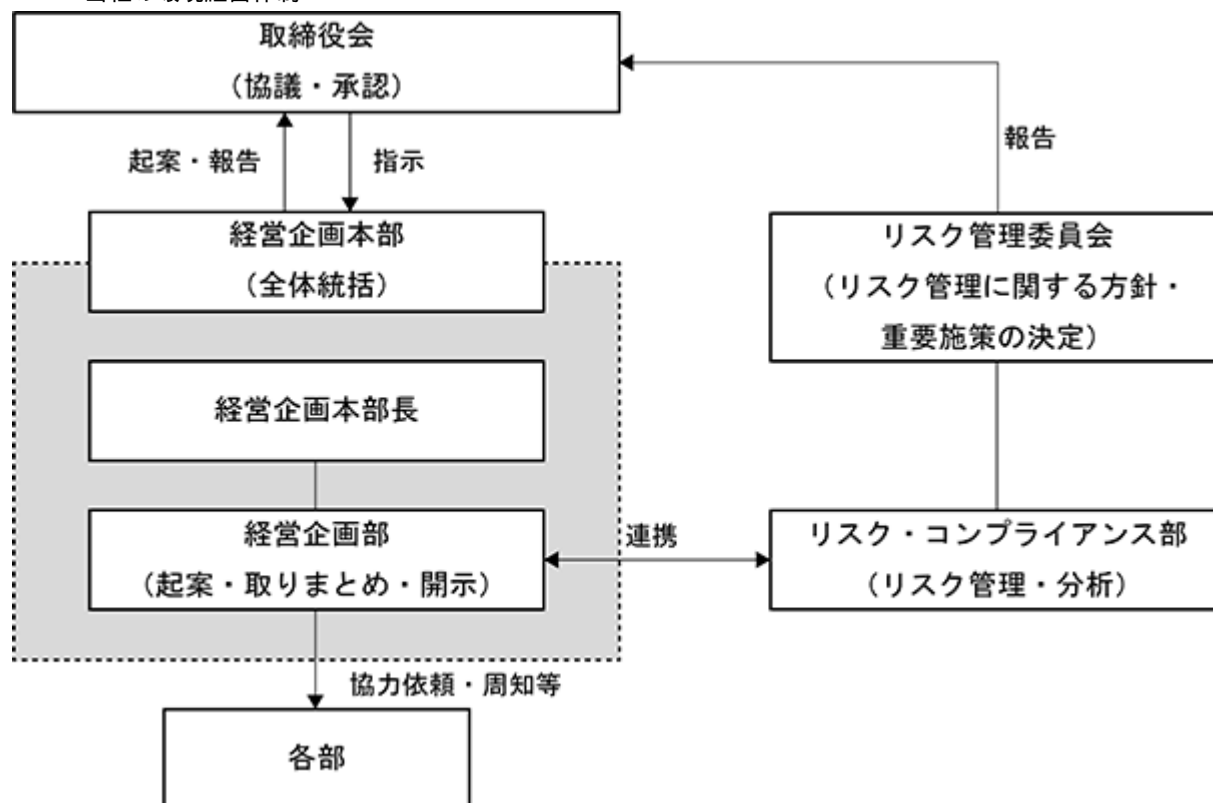 取締役会
（協議・承認）
起案・報告
指示
報告
経営企画本部
（全体統括）
リスク管理委員会
（リスク管理に関する方針・
重要施策の決定）
経営企画本部長
経営企画部
（起案・取りまとめ・開示）
連携
リスク・コンプライアンス部
（リスク管理・分析）
協力依頼・周知等
各部